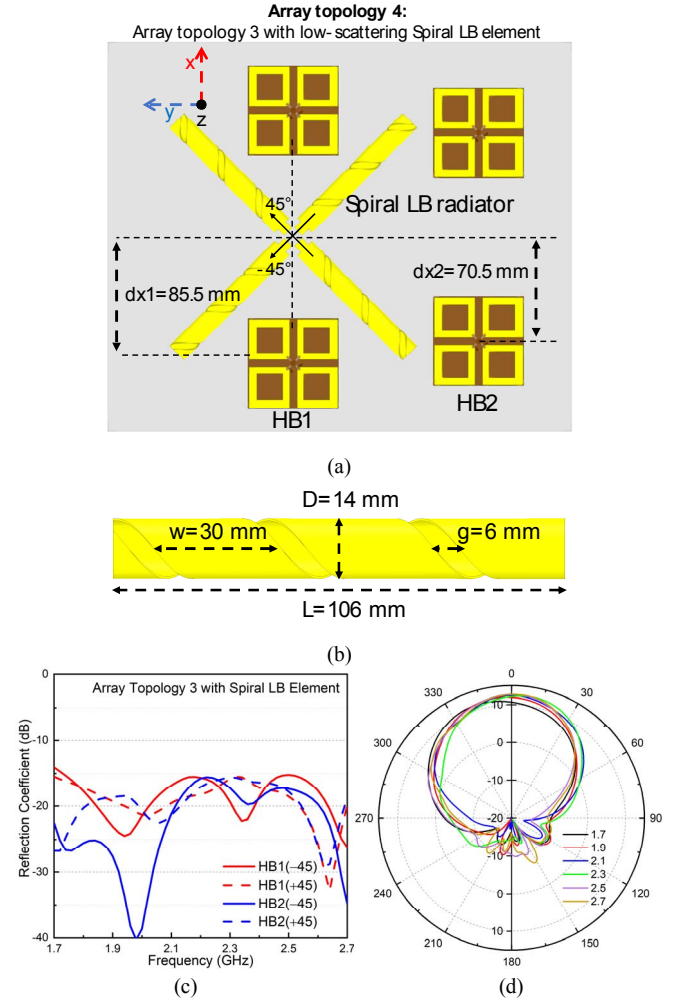 Array topology 4:
Array topology 3 with low-scattering Spiral LB element
x
y
z
45°
Spiral LB radiator
-45°
dx1=85.5 mm
dx2=70.5 mm
HB1
HB2
(a)
D=14 mm
w=30 mm
g=6 mm
L=106 mm
(b)
0
-10
-20
-30
-40
Reflection Coefficient (dB)
Array Topology 3 with Spiral LB Element
HB1(−45)
HB1(+45)
HB2(−45)
HB2(+45)
1.7
1.9
2.1
2.3
2.5
2.7
Frequency (GHz)
(c)
0
30
60
90
120
150
180
210
240
270
300
330
10
0
-10
-20
-10
0
10
1.7
1.9
2.1
2.3
2.5
2.7
(d)